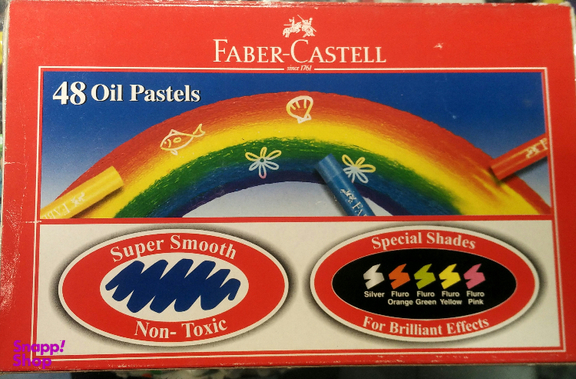 FABER-CASTELL
since 1761
48 Oil Pastels
Super Smooth
Non-Toxic
Special Shades
Silver Fluro Orange Fluro Green Fluro Yellow Fluro Pink
For Brilliant Effects
Snapp!
Shop